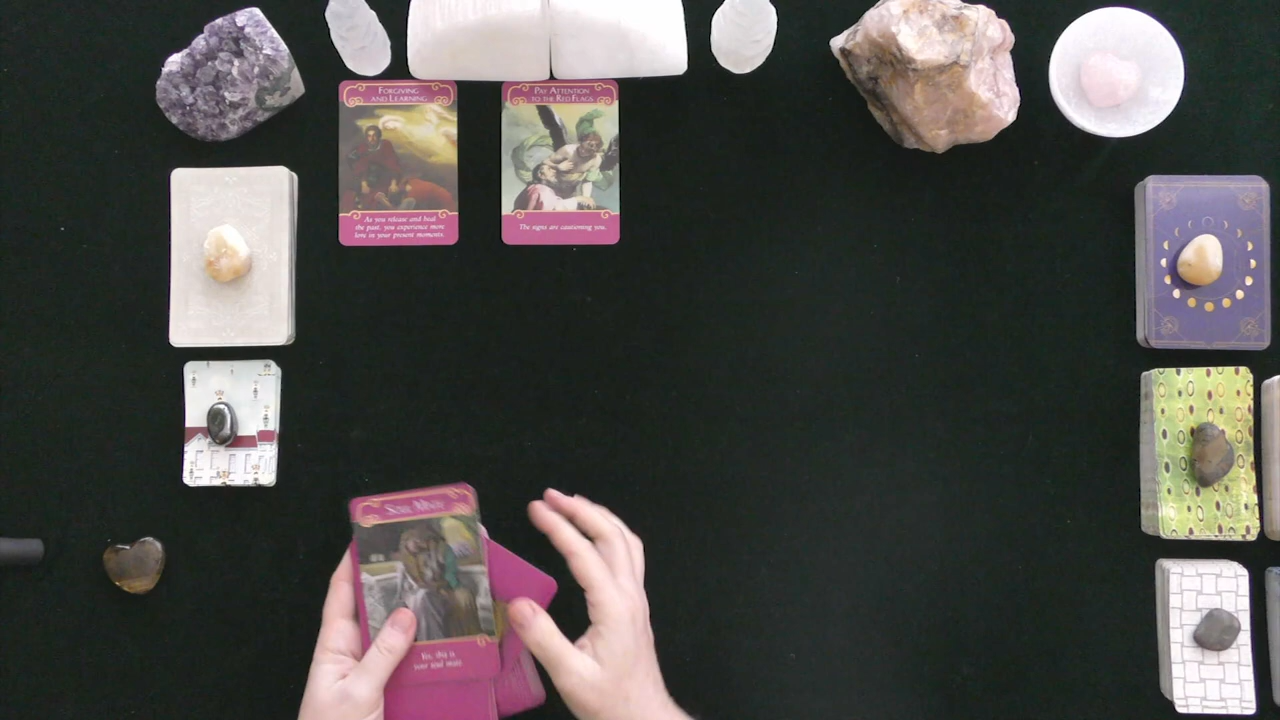 FORGIVING
AND LEARNING
As you release and heal
the past, you experience more
love in your present moments.
PAY ATTENTION
TO THE RED FLAGS
The signs are cautioning you.
SOUL MATE
Yes, this is
your soul mate